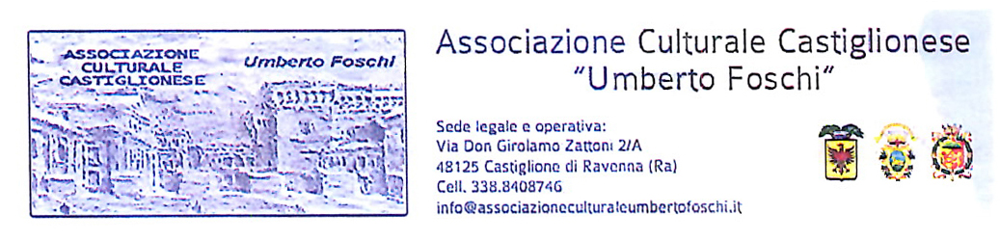 ASSOCIAZIONE
CULTURALE
CASTIGLIONESE
Umberto Foschi
Associazione Culturale Castiglionese
"Umberto Foschi"
Sede legale e operativa:
Via Don Girolamo Zattoni 2/A
48125 Castiglione di Ravenna (Ra)
Cell. 338.8408746
info@associazioneculturaleumbertofoschi.it